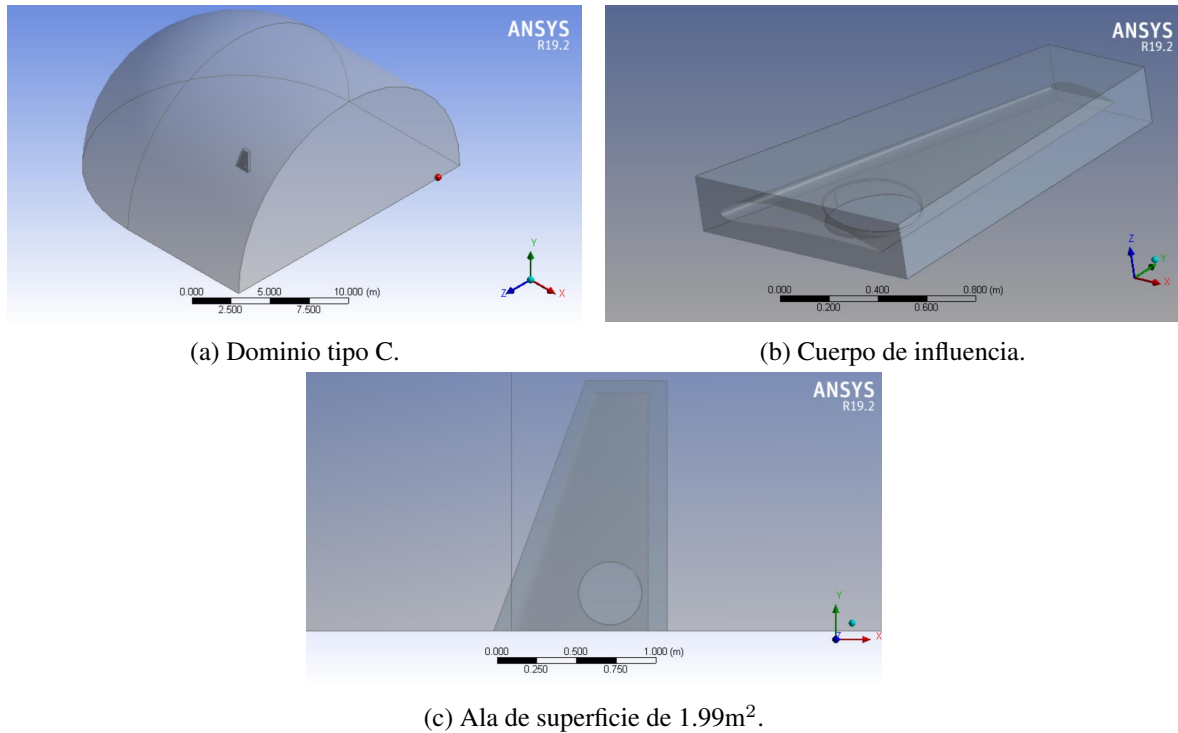 ANSYS
R19.2
0.000 5.000 10.000 (m)
2.500 7.500
Y
Z X
ANSYS
R19.2
0.000 0.400 0.800 (m)
0.200 0.600
Z
Y
X
(a) Dominio tipo C.
(b) Cuerpo de influencia.
ANSYS
R19.2
0.000 0.500 1.000 (m)
0.250 0.750
Y
Z X
(c) Ala de superficie de 1.99m².